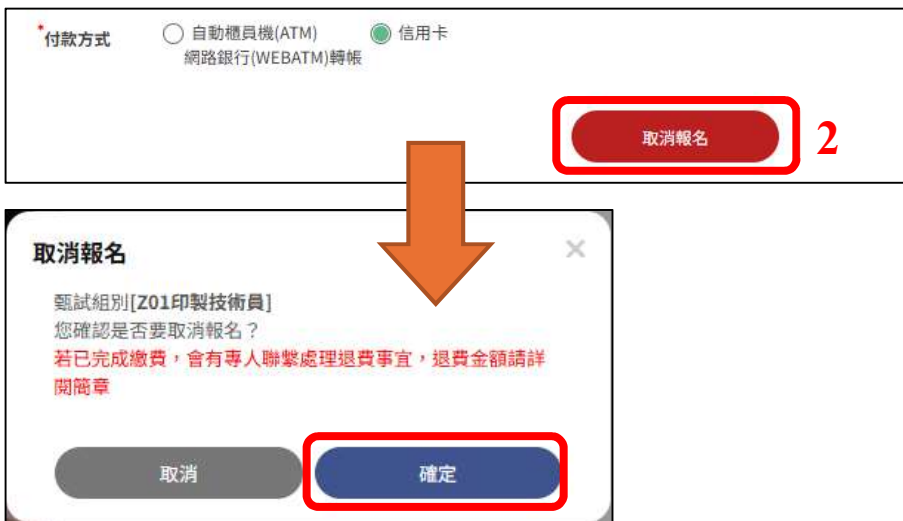 *付款方式 自動櫃員機(ATM) 信用卡
網路銀行(WEBATM)轉帳
取消報名 2
取消報名 ×
甄試組別[Z01印製技術員]
您確認是否要取消報名？
若已完成繳費，會有專人聯繫處理退費事宜，退費金額請詳
閱簡章
取消 確定